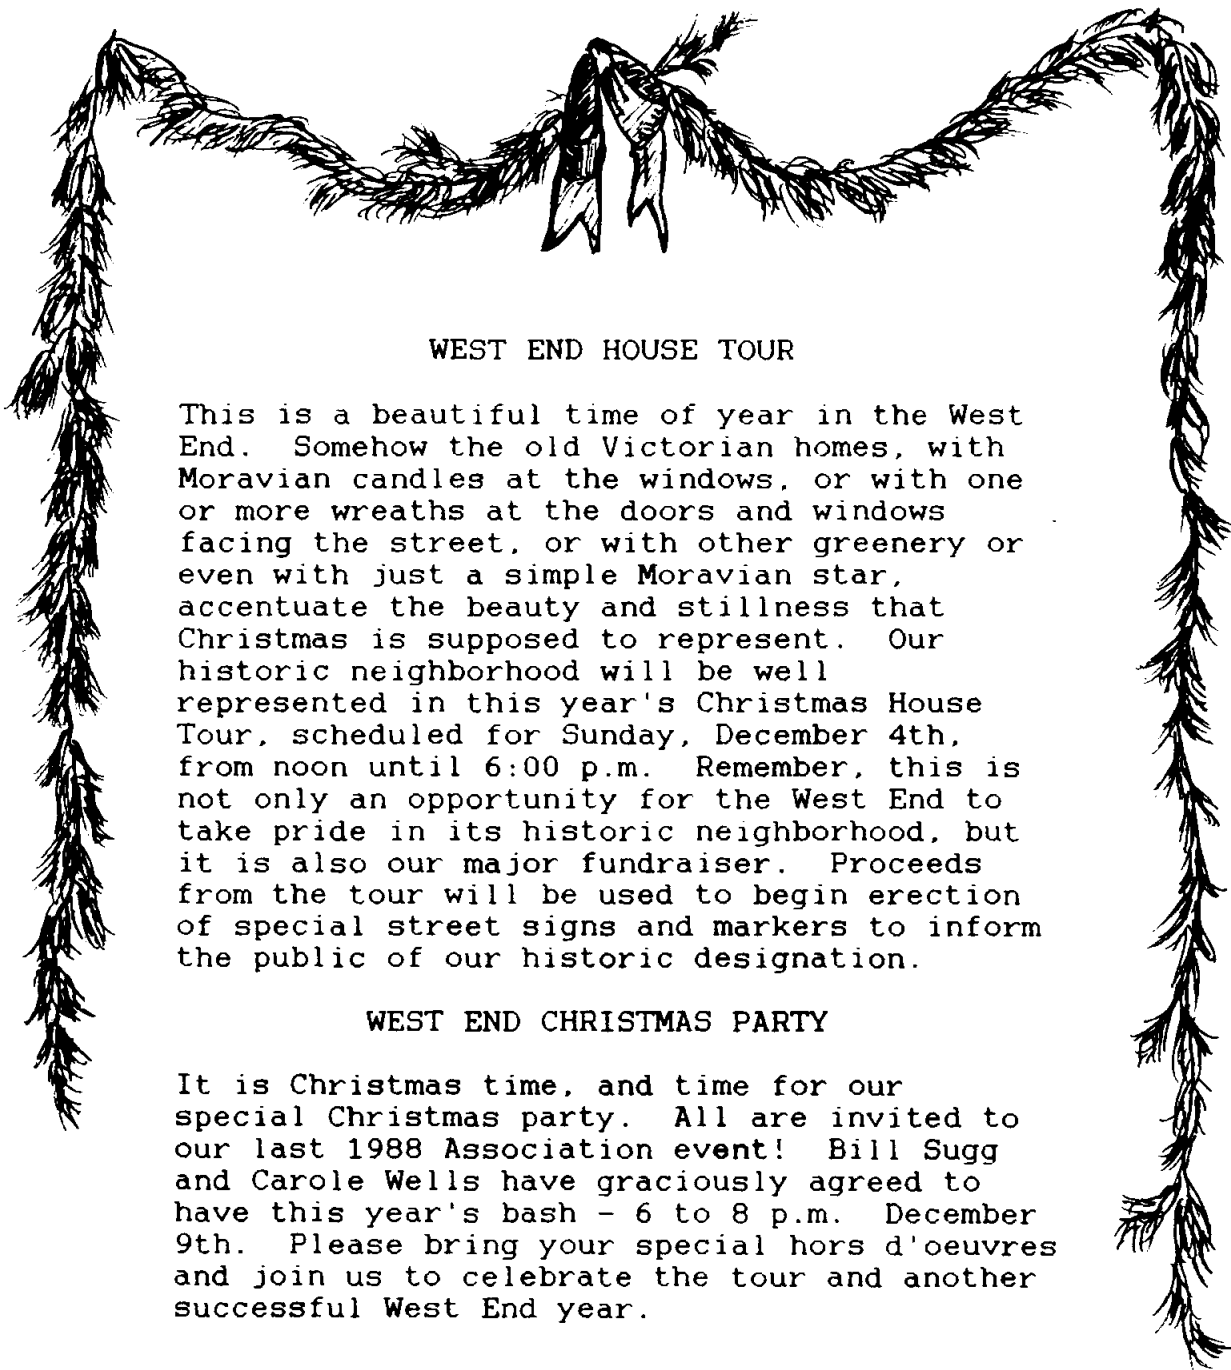 WEST END HOUSE TOUR
This is a beautiful time of year in the West
End. Somehow the old Victorian homes, with
Moravian candles at the windows, or with one
or more wreaths at the doors and windows
facing the street, or with other greenery or
even with just a simple Moravian star,
accentuate the beauty and stillness that
Christmas is supposed to represent. Our
historic neighborhood will be well
represented in this year's Christmas House
Tour, scheduled for Sunday, December 4th,
from noon until 6:00 p.m. Remember, this is
not only an opportunity for the West End to
take pride in its historic neighborhood, but
it is also our major fundraiser. Proceeds
from the tour will be used to begin erection
of special street signs and markers to inform
the public of our historic designation.
WEST END CHRISTMAS PARTY
It is Christmas time, and time for our
special Christmas party. All are invited to
our last 1988 Association event! Bill Sugg
and Carole Wells have graciously agreed to
have this year's bash - 6 to 8 p.m. December
9th. Please bring your special hors d'oeuvres
and join us to celebrate the tour and another
successful West End year.